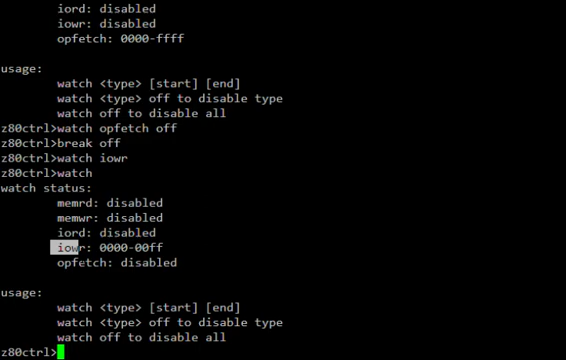 iord: disabled
iowr: disabled
opfetch: 0000-ffff
usage:
watch <type> [start] [end]
watch <type> off to disable type
watch off to disable all
z80ctrl>watch opfetch off
z80ctrl>break off
z80ctrl>watch iowr
z80ctrl>watch
watch status:
memrd: disabled
memwr: disabled
iord: disabled
iowr: 0000-00ff
opfetch: disabled
usage:
watch <type> [start] [end]
watch <type> off to disable type
watch off to disable all
z80ctrl>